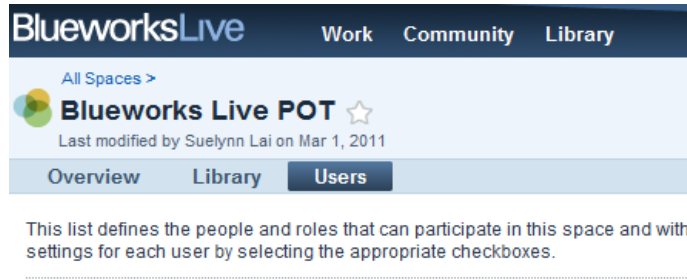 BlueworksLive
Work Community Library
All Spaces >
Blueworks Live POT
Last modified by Suelynn Lai on Mar 1, 2011
Overview Library Users
This list defines the people and roles that can participate in this space and with
settings for each user by selecting the appropriate checkboxes.